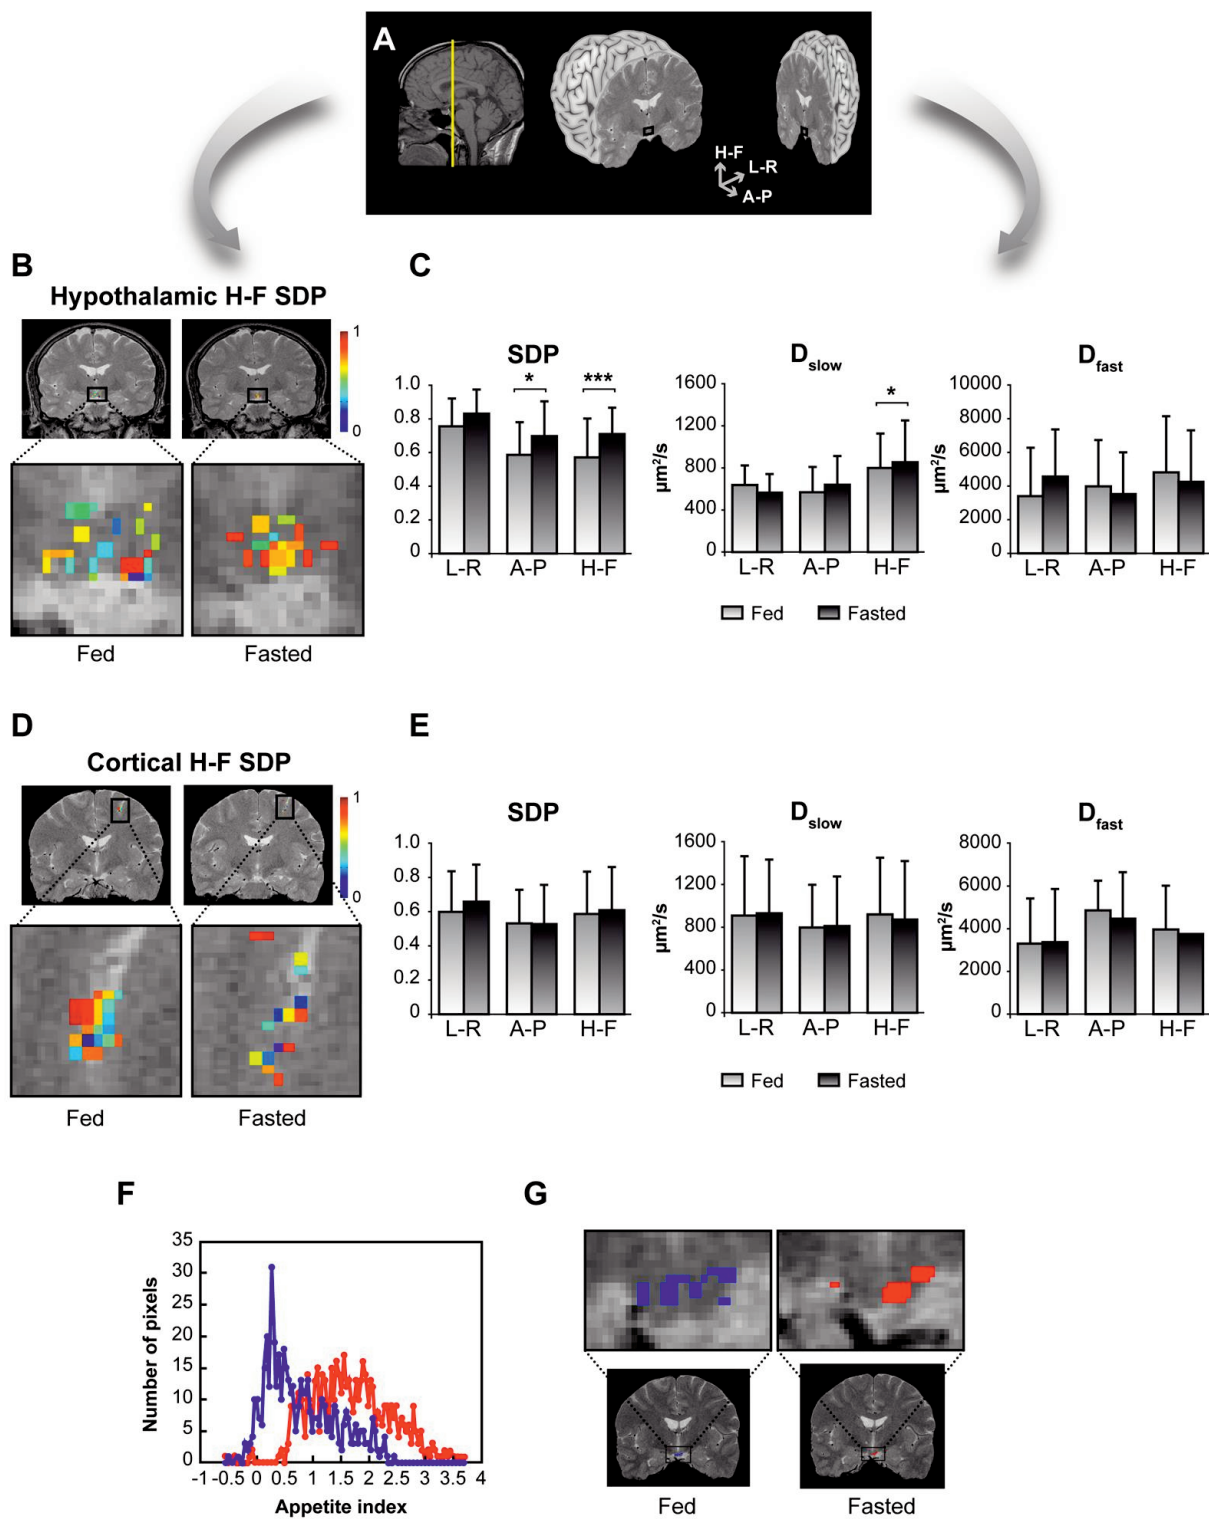 A
H-F
L-R
A-P
B
Hypothalamic H-F SDP
1
0
Fed Fasted
C
SDP
* ***
1.0
0.8
0.6
0.4
0.2
0
L-R A-P H-F
Dslow
*
µm²/s
1600
1200
800
400
0
L-R A-P H-F
Dfast
µm²/s
10000
8000
6000
4000
2000
0
L-R A-P H-F
Fed Fasted
D
Cortical H-F SDP
1
0
Fed Fasted
E
SDP
1.0
0.8
0.6
0.4
0.2
0
L-R A-P H-F
Dslow
µm²/s
1600
1200
800
400
0
L-R A-P H-F
Dfast
µm²/s
8000
6000
4000
2000
0
L-R A-P H-F
Fed Fasted
F
Number of pixels
35
30
25
20
15
10
5
0
-1 -0.5 0 0.5 1 1.5 2 2.5 3 3.5 4
Appetite index
G
Fed Fasted